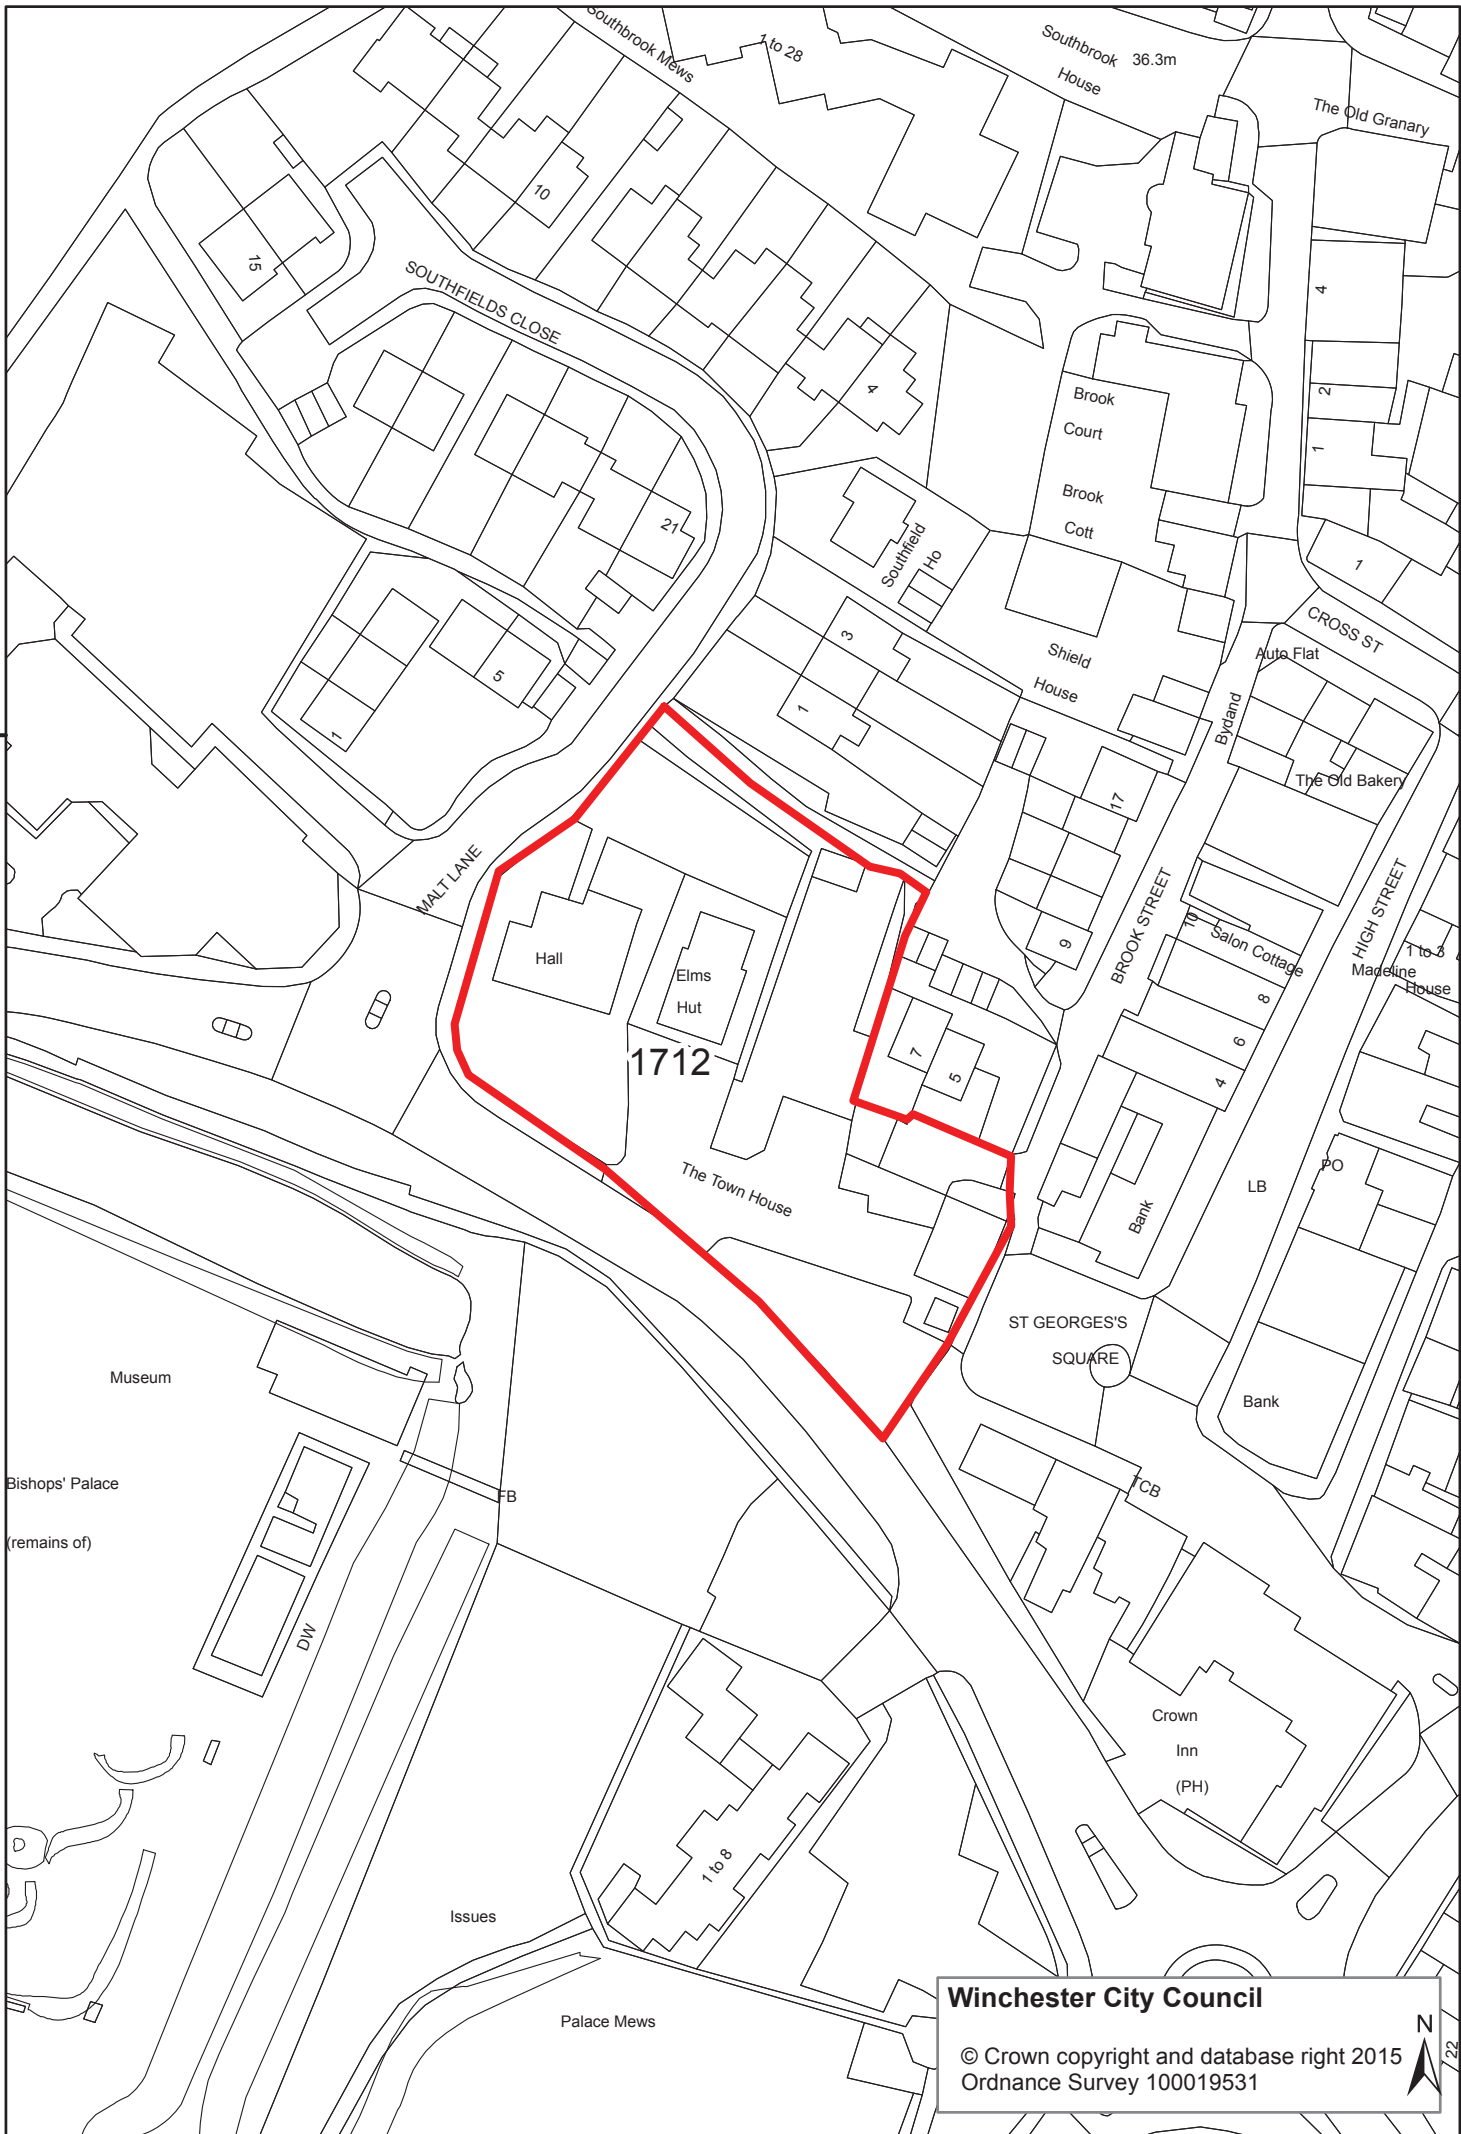 Southbrook Mews
1 to 28
Southbrook
House
36.3m
The Old Granary
10
15
SOUTHFIELDS CLOSE
4
4
2
1
Brook
Court
Brook
Cott
21
Southfield
Ho
1
CROSS ST
3
1
5
1
Shield
House
Auto Flat
Bydand
The Old Bakery
17
MALT LANE
BROOK STREET
HIGH STREET
9
10
Salon Cottage
8
6
4
1 to 3
Madeline
House
Hall
Elms
Hut
1712
7
5
The Town House
Bank
LB
PO
ST GEORGES'S
SQUARE
Bank
Museum
Bishops' Palace
(remains of)
FB
DW
TCB
Crown
Inn
(PH)
1 to 8
Issues
Palace Mews
22
Winchester City Council
© Crown copyright and database right 2015
Ordnance Survey 100019531
N